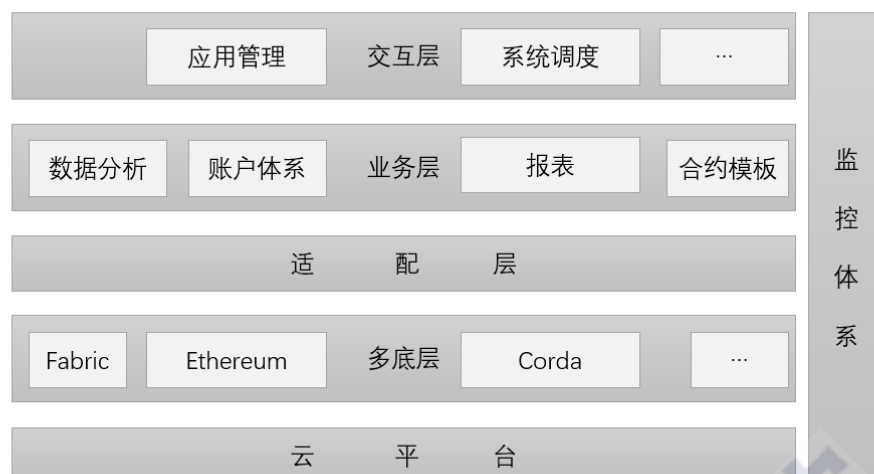 应用管理 交互层 系统调度 …
数据分析 账户体系 业务层 报表 合约模板
适 配 层
Fabric Ethereum 多底层 Corda …
云 平 台
监
控
体
系